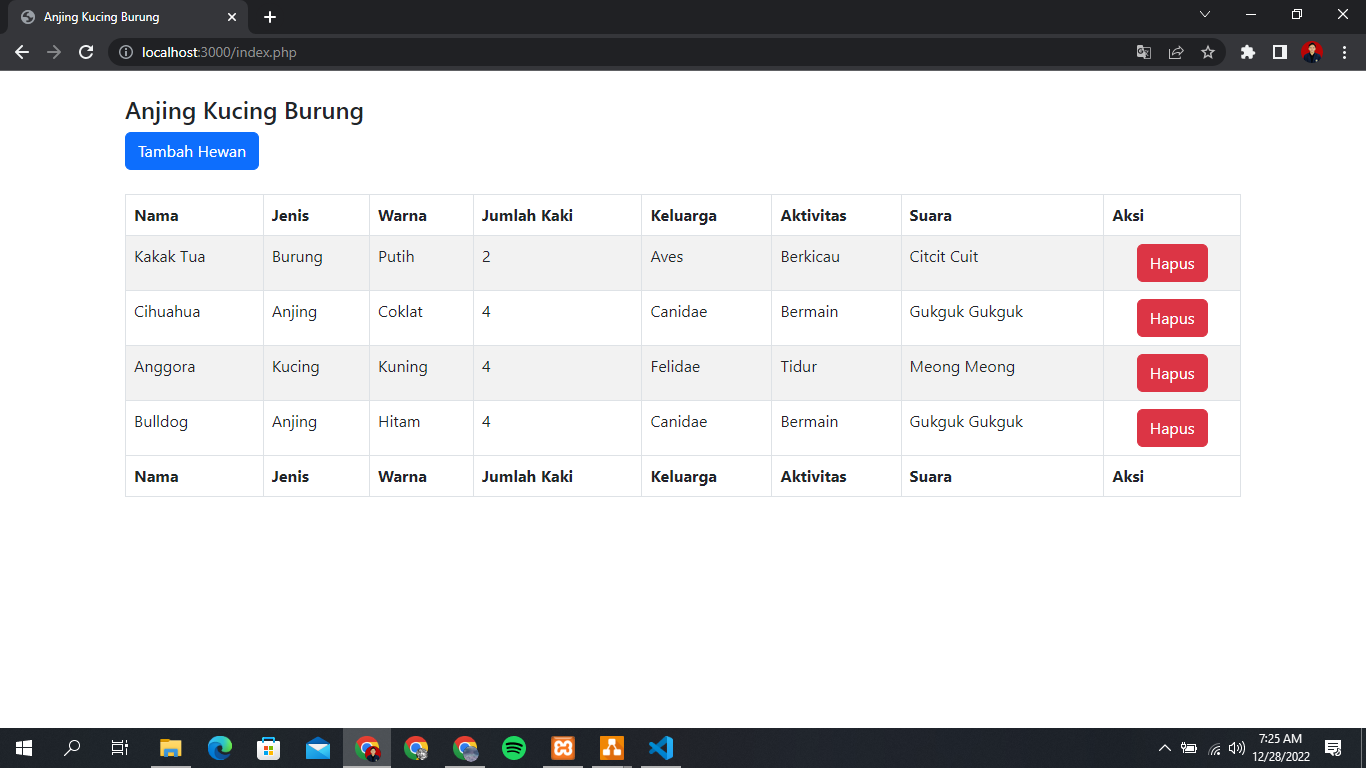 Anjing Kucing Burung
localhost:3000/index.php
Anjing Kucing Burung
Tambah Hewan
Nama Jenis Warna Jumlah Kaki Keluarga Aktivitas Suara Aksi
Kakak Tua Burung Putih 2 Aves Berkicau Citcit Cuit Hapus
Cihuahua Anjing Coklat 4 Canidae Bermain Gukguk Gukguk Hapus
Anggora Kucing Kuning 4 Felidae Tidur Meong Meong Hapus
Bulldog Anjing Hitam 4 Canidae Bermain Gukguk Gukguk Hapus
Nama Jenis Warna Jumlah Kaki Keluarga Aktivitas Suara Aksi
7:25 AM
12/28/2022